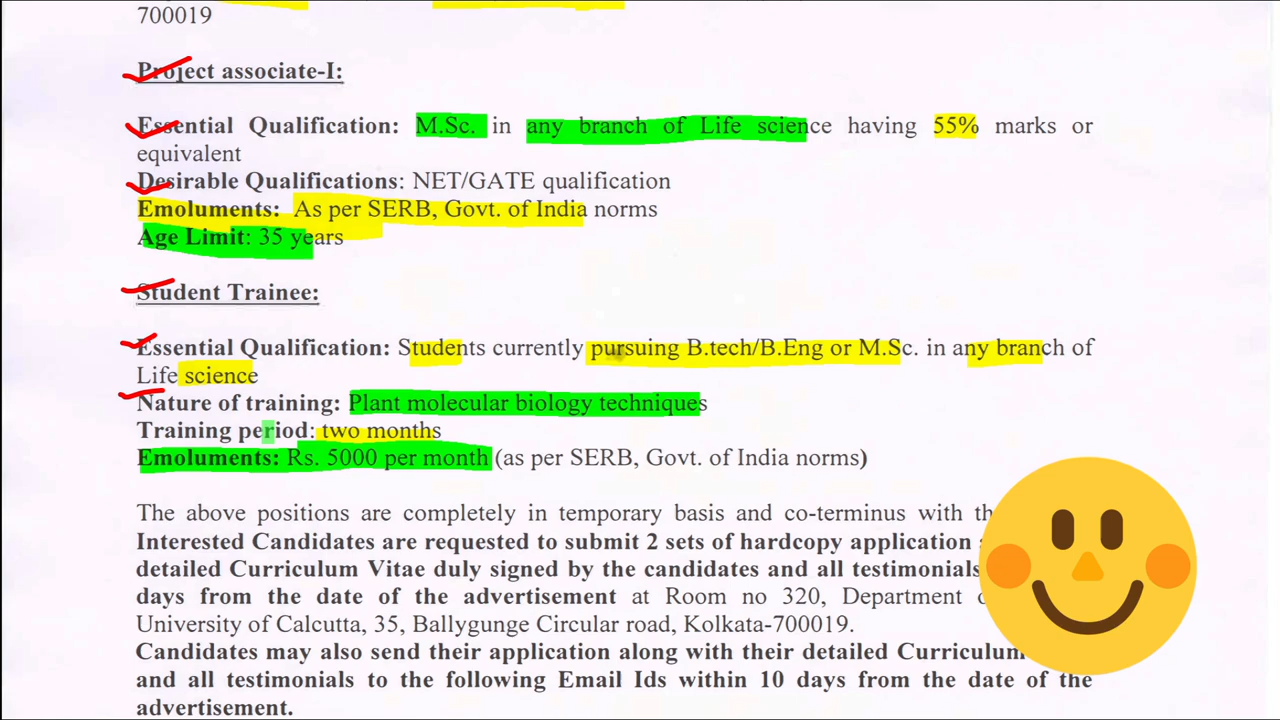 700019
Project associate-I:
Essential Qualification: M.Sc. in any branch of Life science having 55% marks or
equivalent
Desirable Qualifications: NET/GATE qualification
Emoluments: As per SERB, Govt. of India norms
Age Limit: 35 years
Student Trainee:
Essential Qualification: Students currently pursuing B.tech/B.Eng or M.Sc. in any branch of
Life science
Nature of training: Plant molecular biology techniques
Training period: two months
Emoluments: Rs. 5000 per month (as per SERB, Govt. of India norms)
The above positions are completely in temporary basis and co-terminus with
Interested Candidates are requested to submit 2 sets of hardcopy application
detailed Curriculum Vitae duly signed by the candidates and all testimonials
days from the date of the advertisement at Room no 320, Department
University of Calcutta, 35, Ballygunge Circular road, Kolkata-700019.
Candidates may also send their application along with their detailed Curriculum
and all testimonials to the following Email Ids within 10 days from the date of the
advertisement.